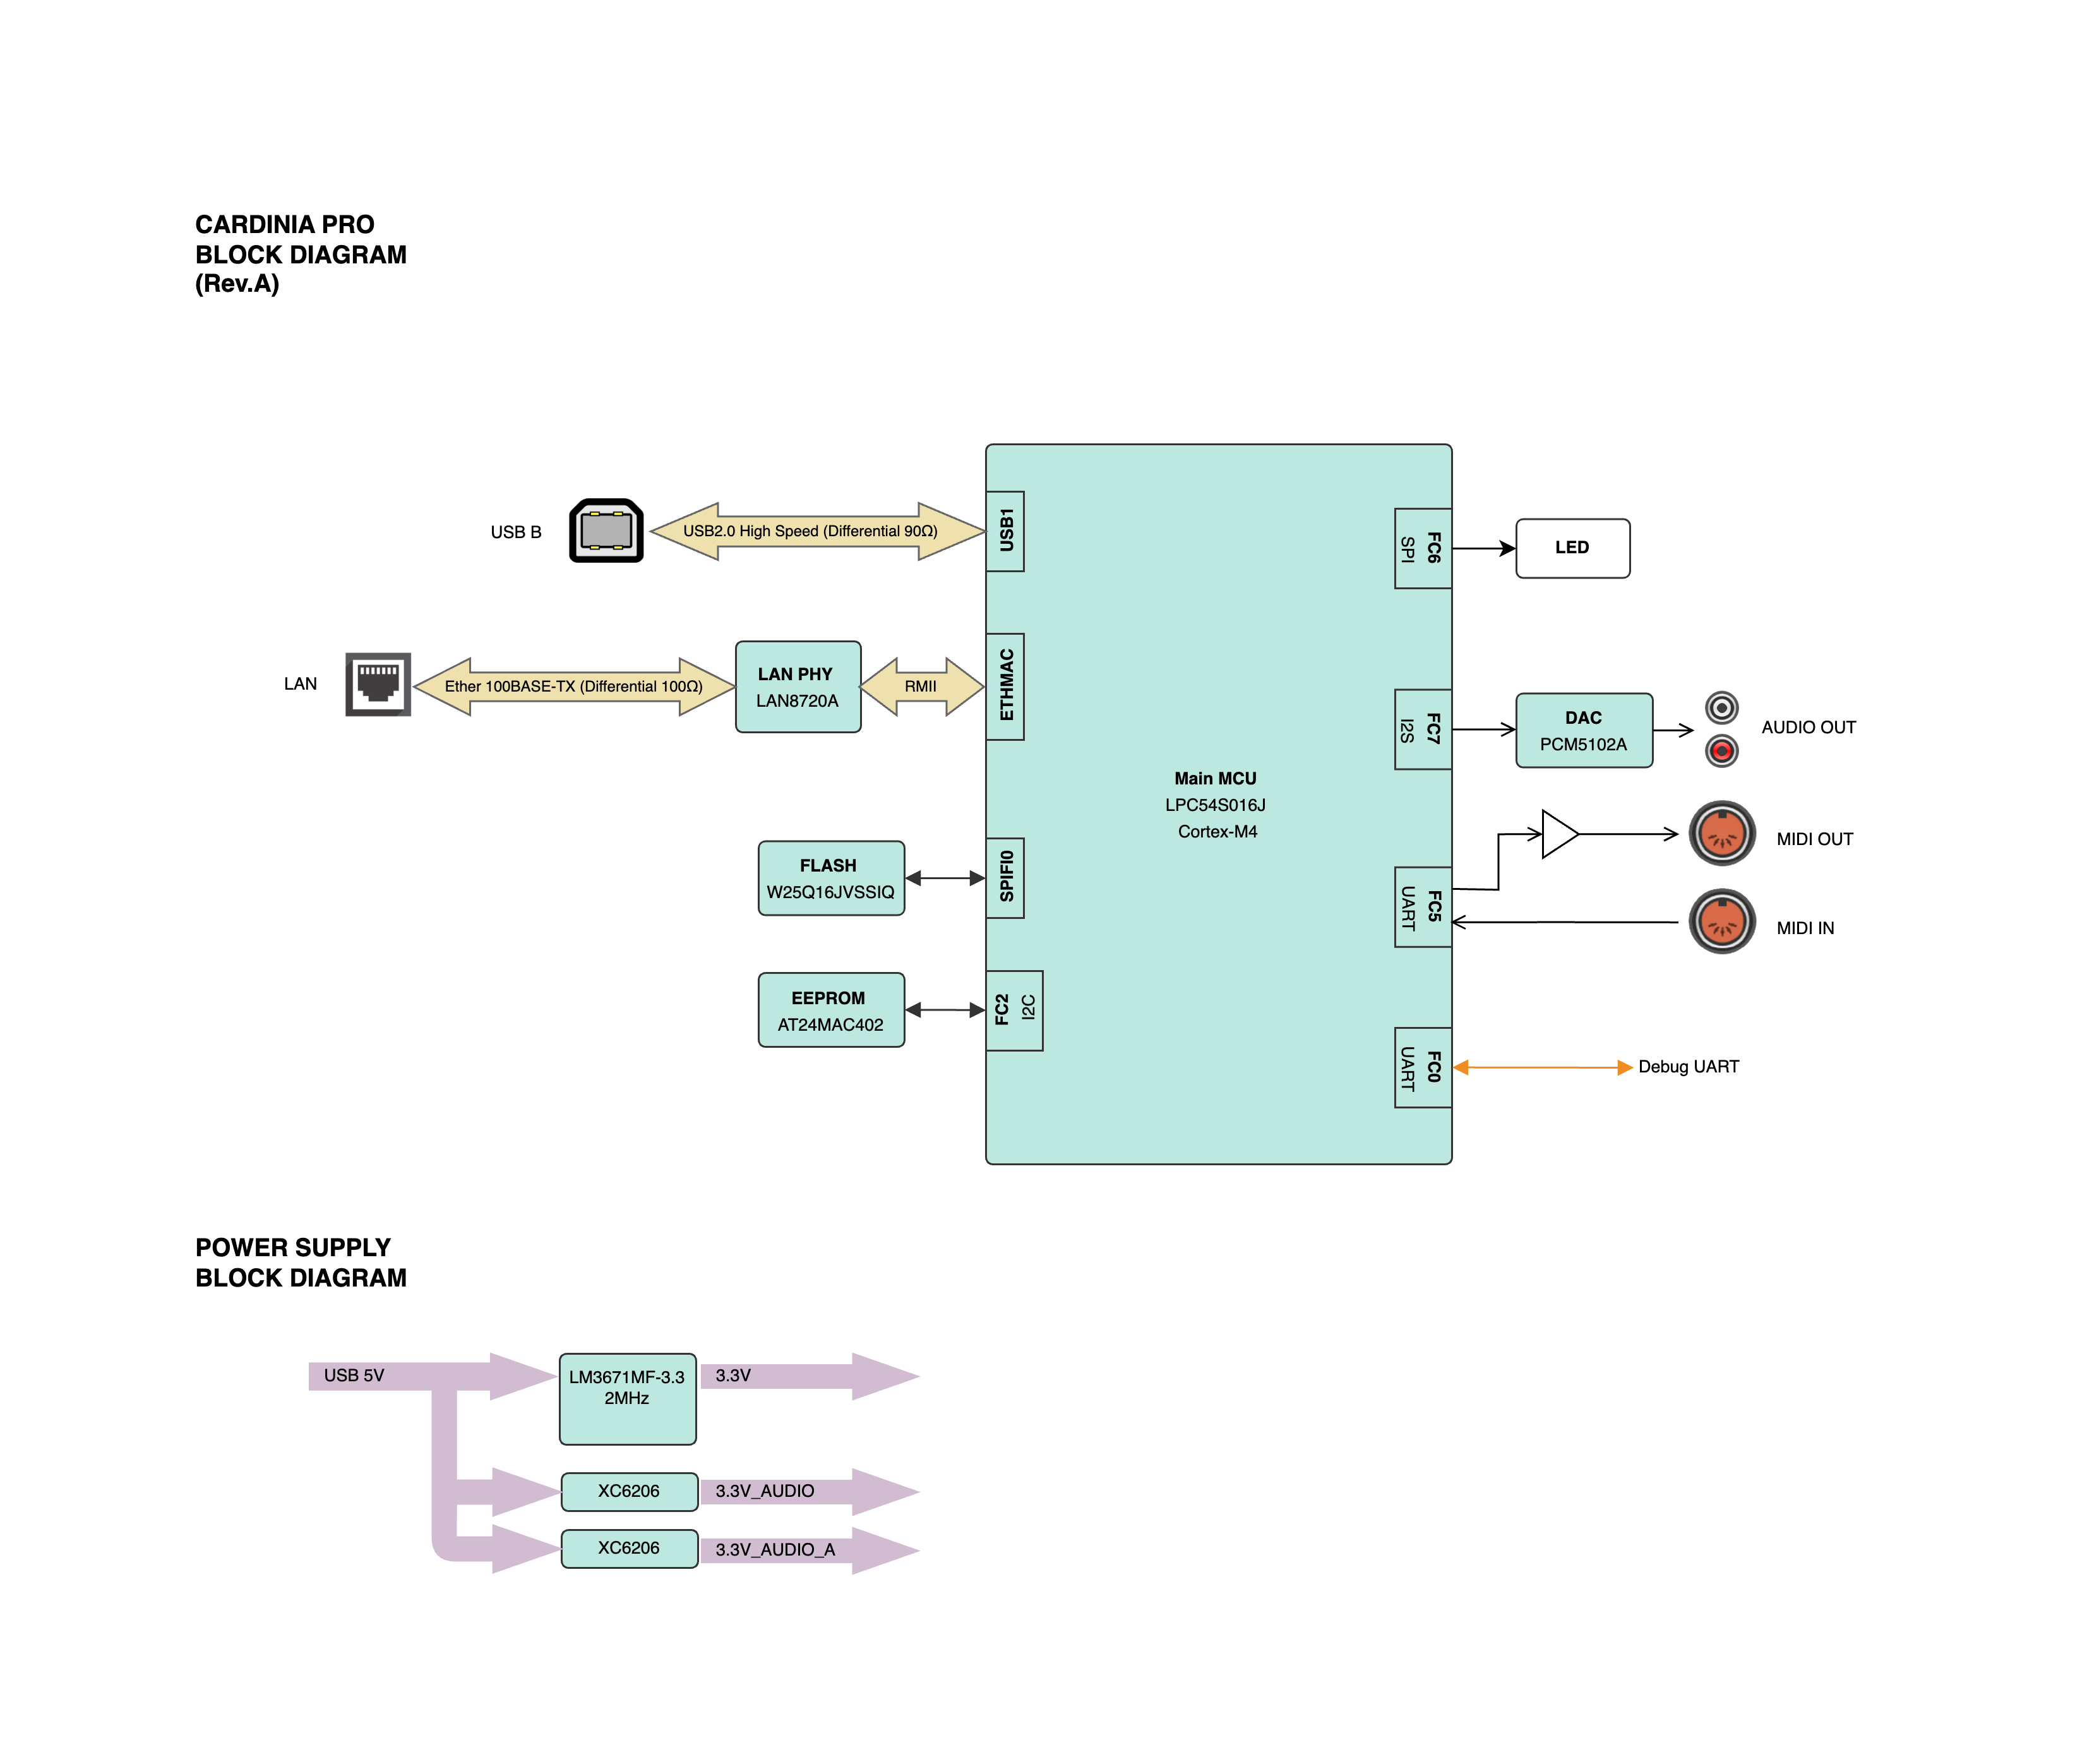 CARDINIA PRO
BLOCK DIAGRAM
(Rev.A)
USB B
USB2.0 High Speed (Differential 90Ω)
USB1
FC6
SPI
LED
LAN
Ether 100BASE-TX (Differential 100Ω)
LAN PHY
LAN8720A
RMII
ETHMAC
FC7
I2S
DAC
PCM5102A
AUDIO OUT
Main MCU
LPC54S016J
Cortex-M4
MIDI OUT
FLASH
W25Q16JVSSIQ
SPIFI0
FC5
UART
MIDI IN
EEPROM
AT24MAC402
FC2
I2C
FC0
UART
Debug UART
POWER SUPPLY
BLOCK DIAGRAM
USB 5V
LM3671MF-3.3
2MHz
3.3V
XC6206
3.3V_AUDIO
XC6206
3.3V_AUDIO_A